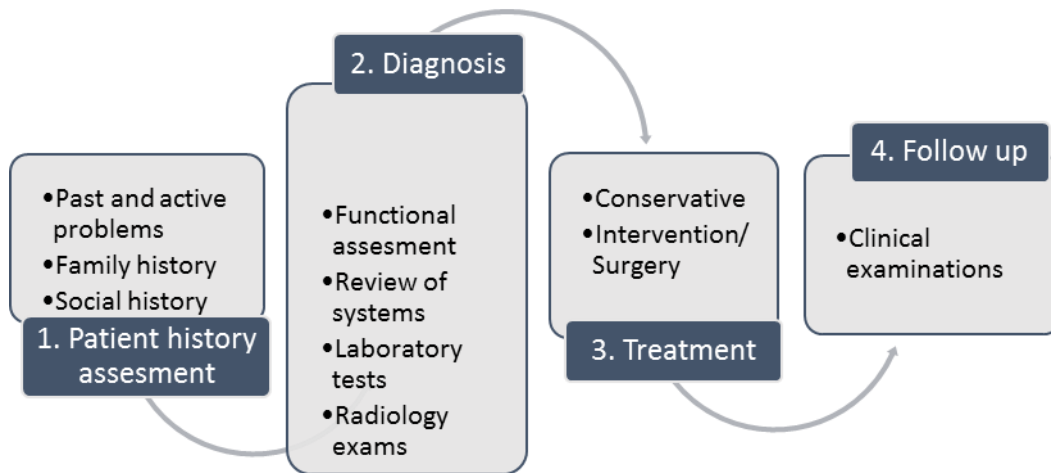 1. Patient history
assesment
•Past and active
problems
•Family history
•Social history
2. Diagnosis
•Functional
assesment
•Review of
systems
•Laboratory
tests
•Radiology
exams
3. Treatment
•Conservative
•Intervention/
Surgery
4. Follow up
•Clinical
examinations